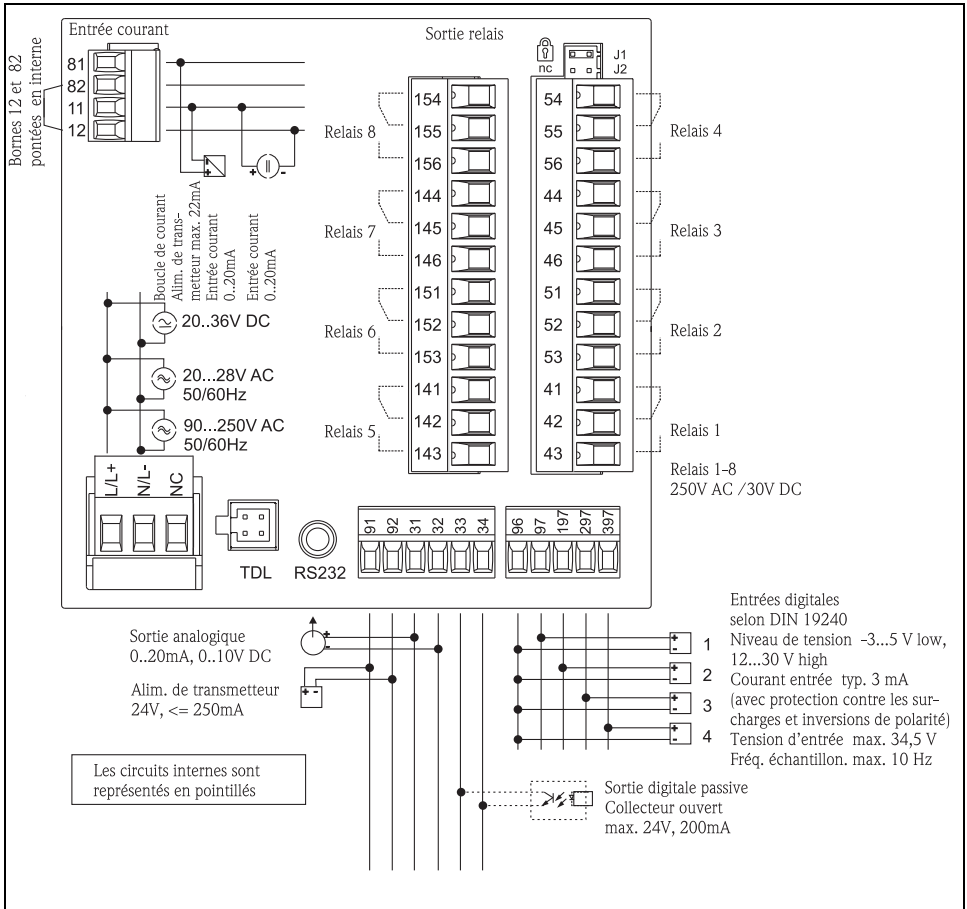 Entrée courant
Sortie relais
Bornes 12 et 82
pontées en interne
81
82
11
12
+ -
Boucle de courant
Alim. de trans-
metteur max. 22mA
Entrée courant
0..20mA
Entrée courant
0..20mA
nc
J1
J2
154
155
156
144
145
146
151
152
153
141
142
143
Relais 8
Relais 7
Relais 6
Relais 5
54
55
56
44
45
46
51
52
53
41
42
43
Relais 4
Relais 3
Relais 2
Relais 1
Relais 1-8
250V AC /30V DC
20..36V DC
20...28V AC
50/60Hz
90...250V AC
50/60Hz
L/L+
N/L-
NC
TDL
RS232
91
92
31
32
33
34
96
97
197
297
397
Sortie analogique
0..20mA, 0..10V DC
+
-
Alim. de transmetteur
24V, <= 250mA
+ -
+
- 1
+
- 2
+
- 3
+
- 4
Entrées digitales
selon DIN 19240
Niveau de tension -3...5 V low,
12...30 V high
Courant entrée typ. 3 mA
(avec protection contre les sur-
charges et inversions de polarité)
Tension d'entrée max. 34,5 V
Fréq. échantillon. max. 10 Hz
Les circuits internes sont
représentés en pointillés
Sortie digitale passive
Collecteur ouvert
max. 24V, 200mA